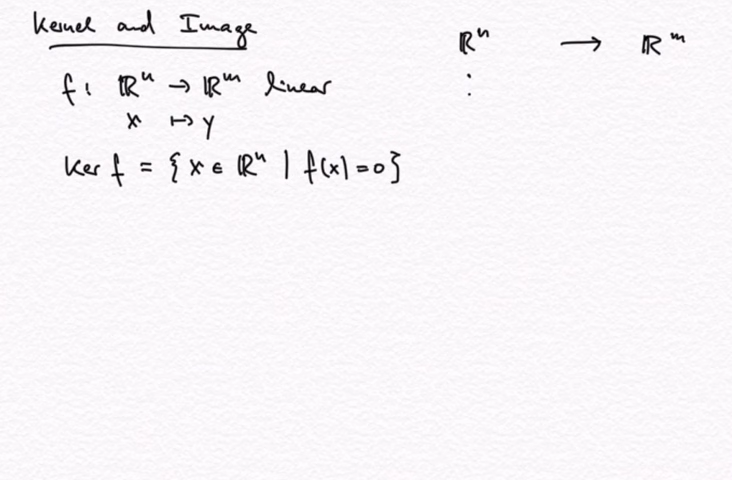 Kernel and Image
f: ℝⁿ → ℝᵐ linear
x ↦ y
Ker f = { x ∈ ℝⁿ | f(x) = 0 }
ℝⁿ → ℝᵐ
: